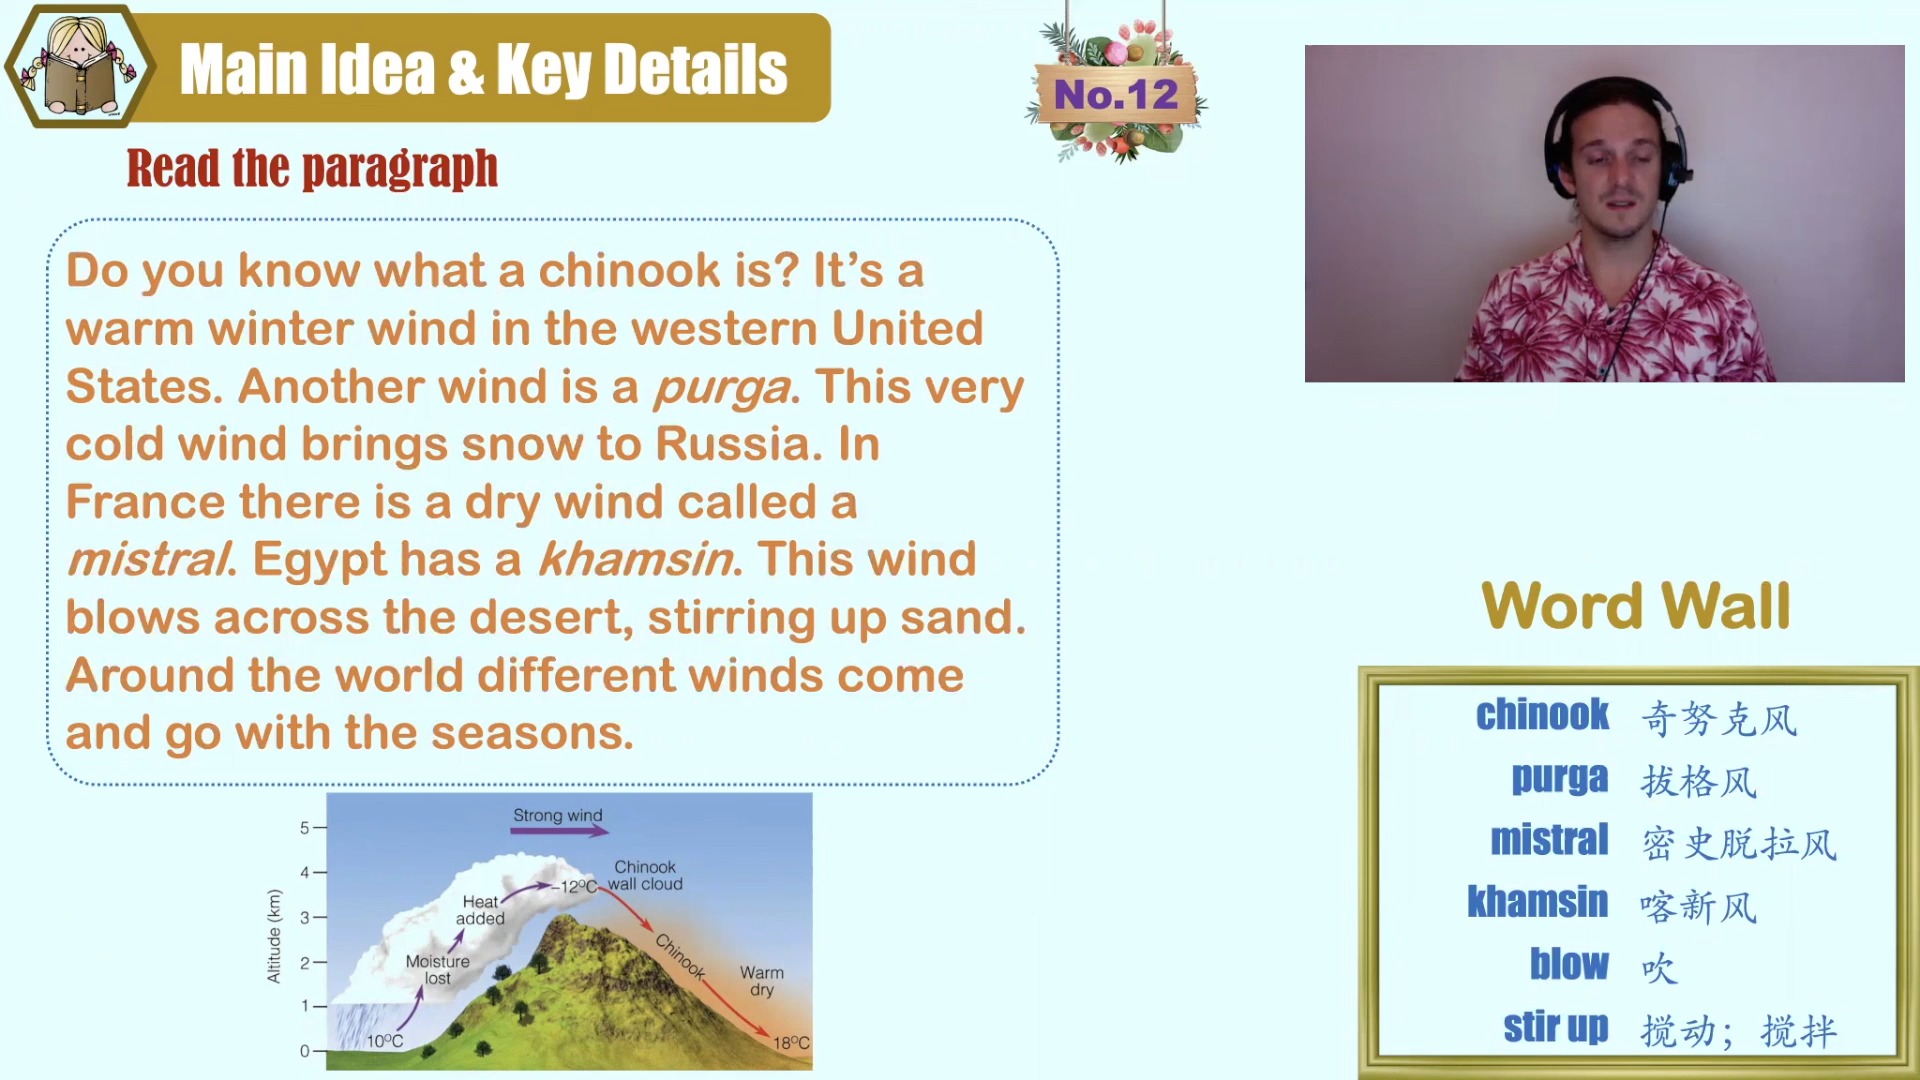 Main Idea & Key Details
No.12
Read the paragraph
Do you know what a chinook is? It's a
warm winter wind in the western United
States. Another wind is a purga. This very
cold wind brings snow to Russia. In
France there is a dry wind called a
mistral. Egypt has a khamsin. This wind
blows across the desert, stirring up sand.
Around the world different winds come
and go with the seasons.
Strong wind
5
4
3
2
1
0
Altitude (km)
Chinook
wall cloud
–12°C
Heat
added
Moisture
lost
10°C
Chinook
Warm
dry
18°C
Word Wall
chinook 奇努克风
purga 拔格风
mistral 密史脱拉风
khamsin 喀新风
blow 吹
stir up 搅动；搅拌